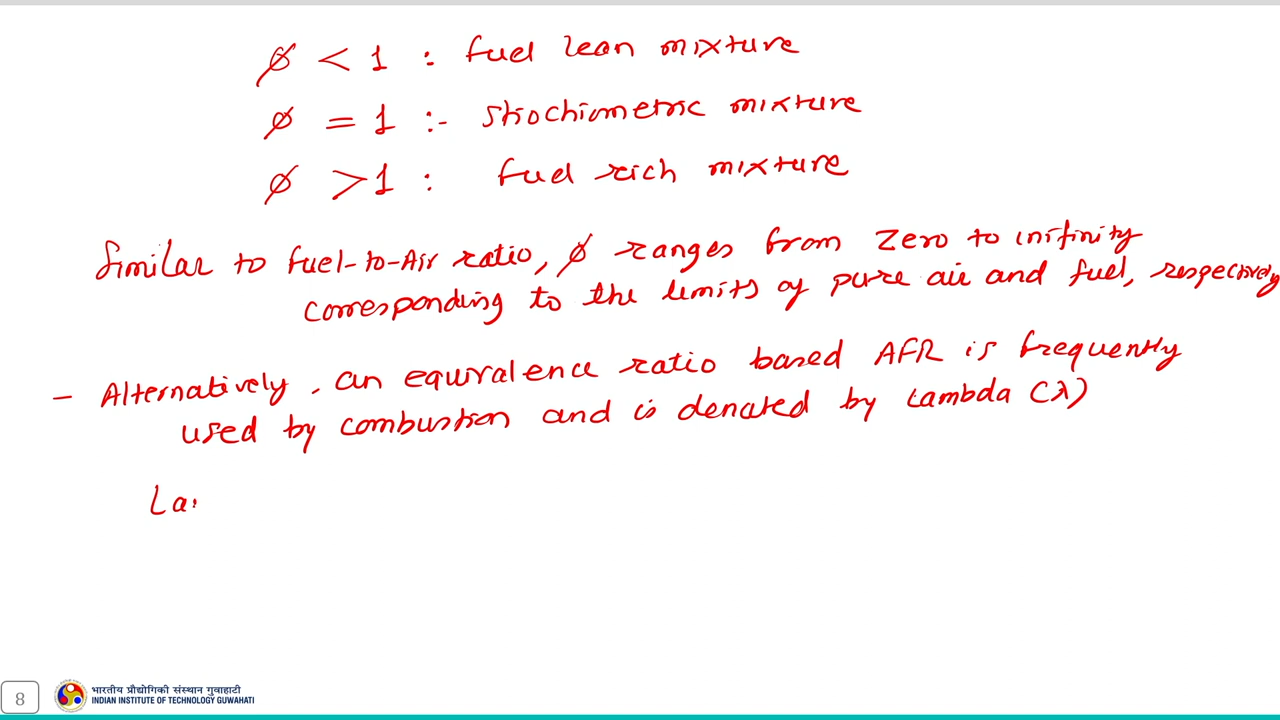 ϕ < 1 : fuel lean mixture
ϕ = 1 :- stiochiometric mixture
ϕ > 1 : fuel rich mixture
Similar to fuel-to-Air ratio, ϕ ranges from zero to infinity
corresponding to the limits of pure air and fuel, respectively
- Alternatively, an equivalence ratio based AFR is frequently
used by combustion and is denated by Lambda (λ)
La
8
भारतीय प्रौद्योगिकी संस्थान गुवाहाटी
INDIAN INSTITUTE OF TECHNOLOGY GUWAHATI